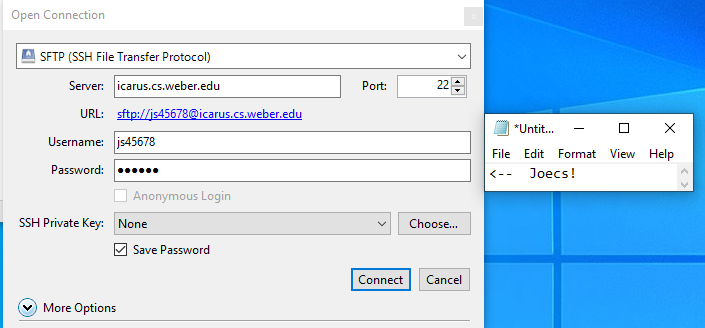 Open Connection
SFTP (SSH File Transfer Protocol)
Server: icarus.cs.weber.edu Port: 22
URL: sftp://js45678@icarus.cs.weber.edu
Username: js45678
Password: ●●●●●●
Anonymous Login
SSH Private Key: None Choose...
Save Password
Connect Cancel
More Options
*Untit...
File Edit Format View Help
<-- Joecs!